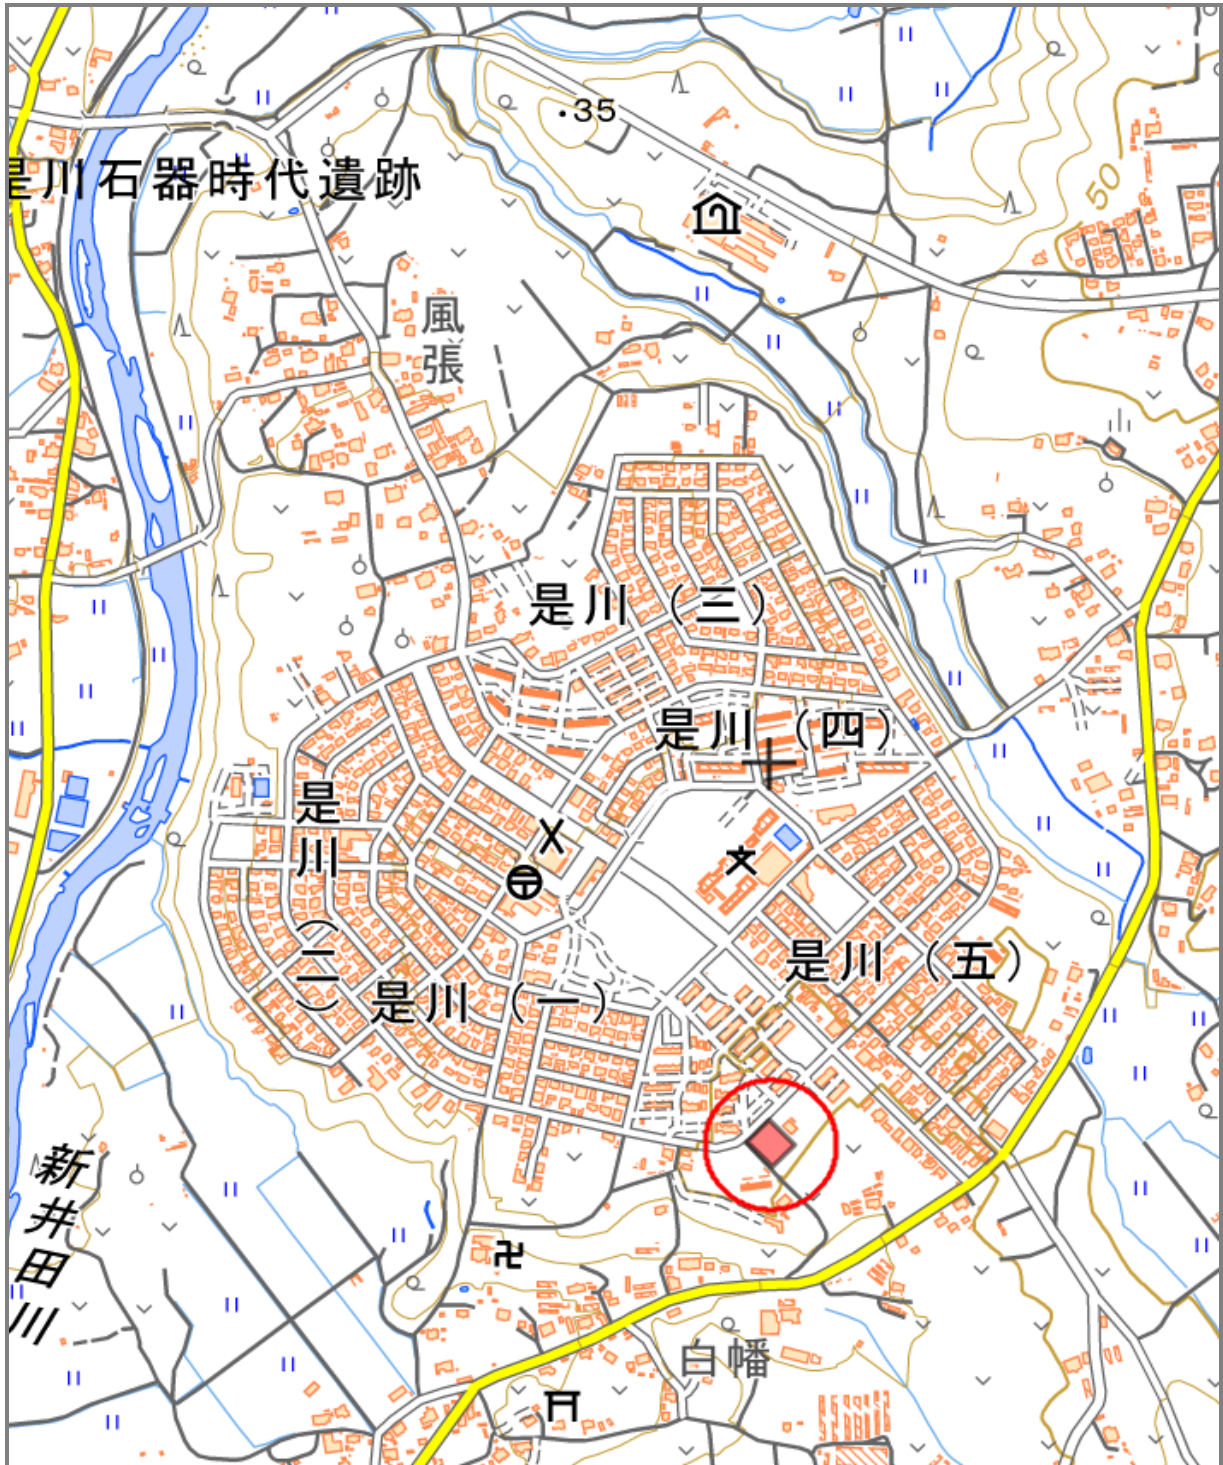 35
是川石器時代遺跡
50
風張
是川（三）
是川（四）
是川（二）
是川（五）
是川（一）
新井田川
白幡